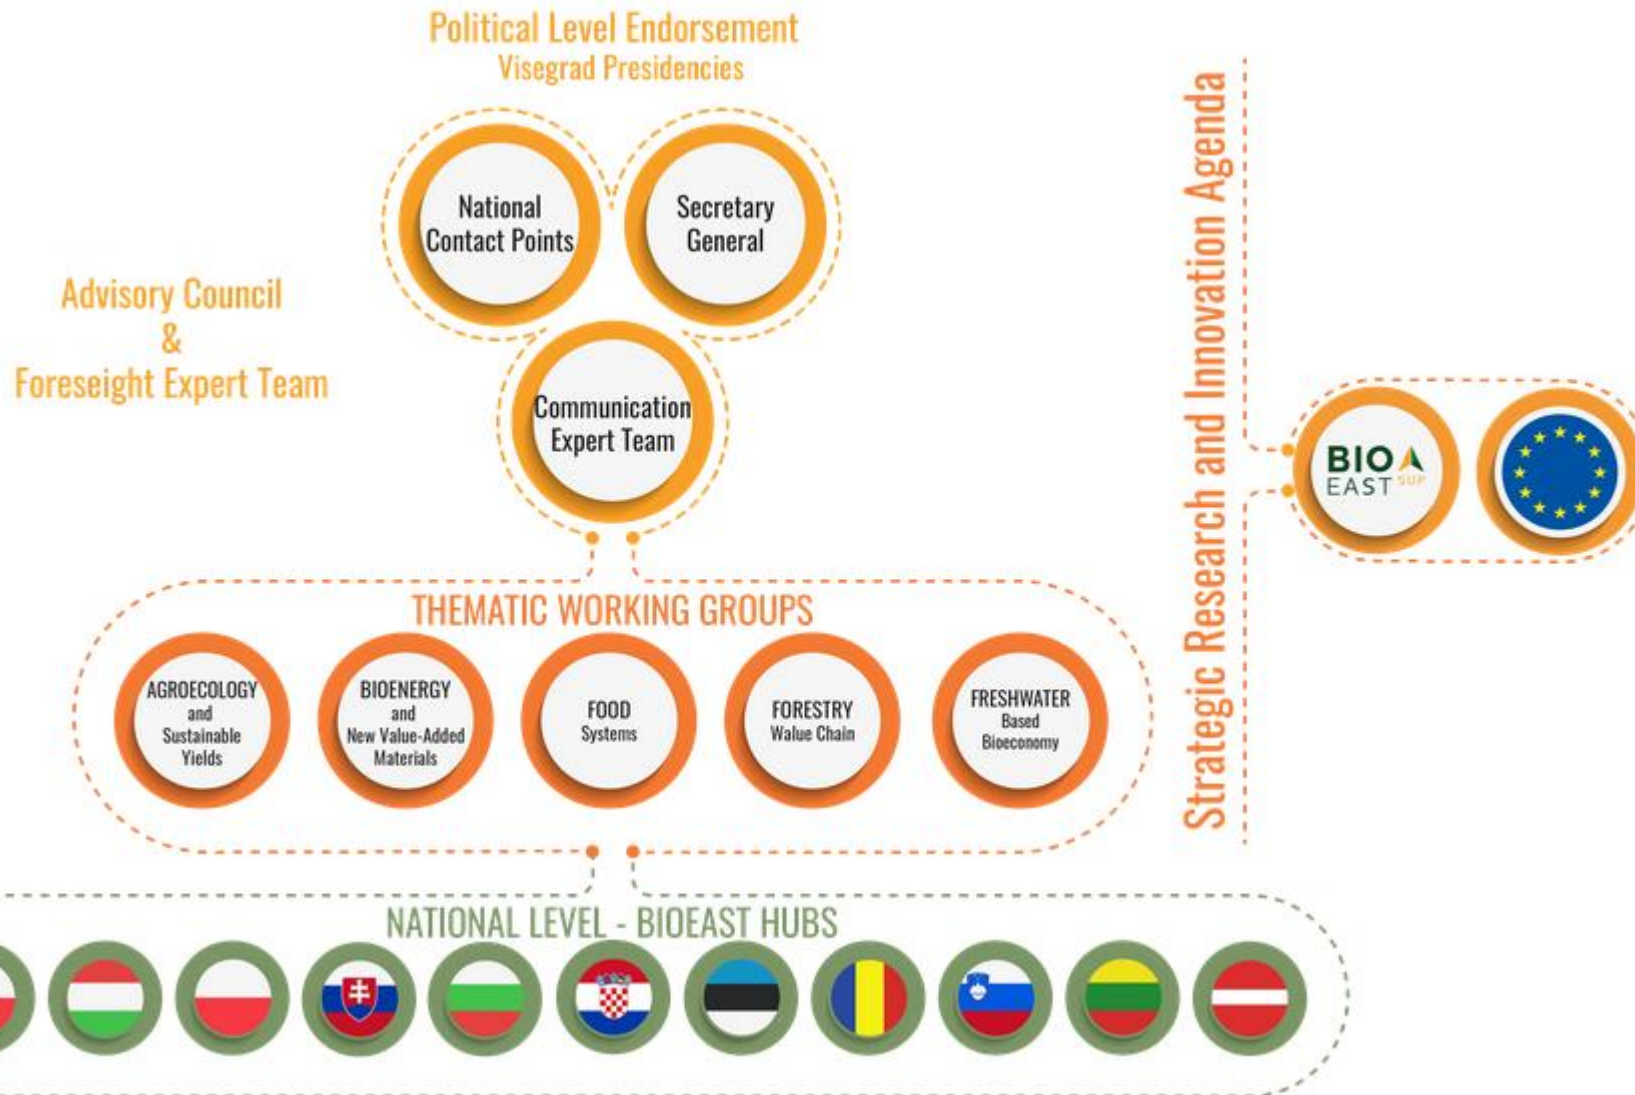 Political Level Endorsement
Visegrad Presidencies
National
Contact Points
Secretary
General
Advisory Council
&
Foreseight Expert Team
Communication
Expert Team
Strategic Research and Innovation Agenda
BIO
EAST SUP
THEMATIC WORKING GROUPS
AGROECOLOGY
and
Sustainable
Yields
BIOENERGY
and
New Value-Added
Materials
FOOD
Systems
FORESTRY
Walue Chain
FRESHWATER
Based
Bioeconomy
NATIONAL LEVEL - BIOEAST HUBS